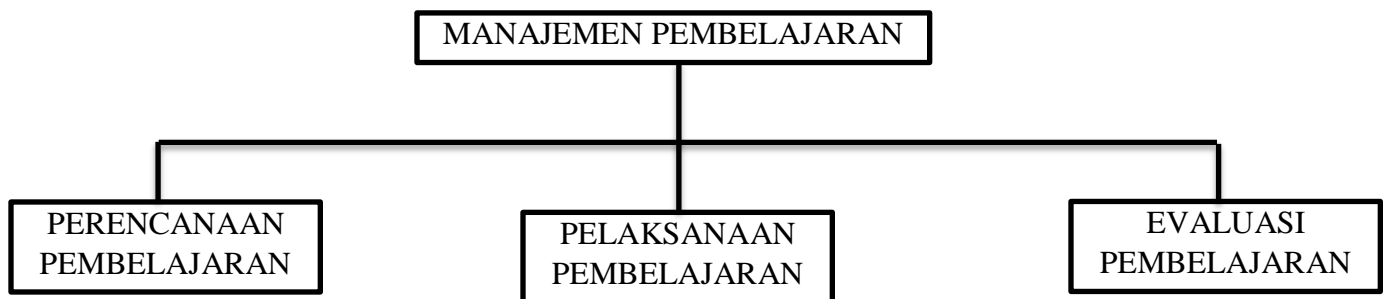 MANAJEMEN PEMBELAJARAN
PERENCANAAN
PEMBELAJARAN
PELAKSANAAN
PEMBELAJARAN
EVALUASI
PEMBELAJARAN